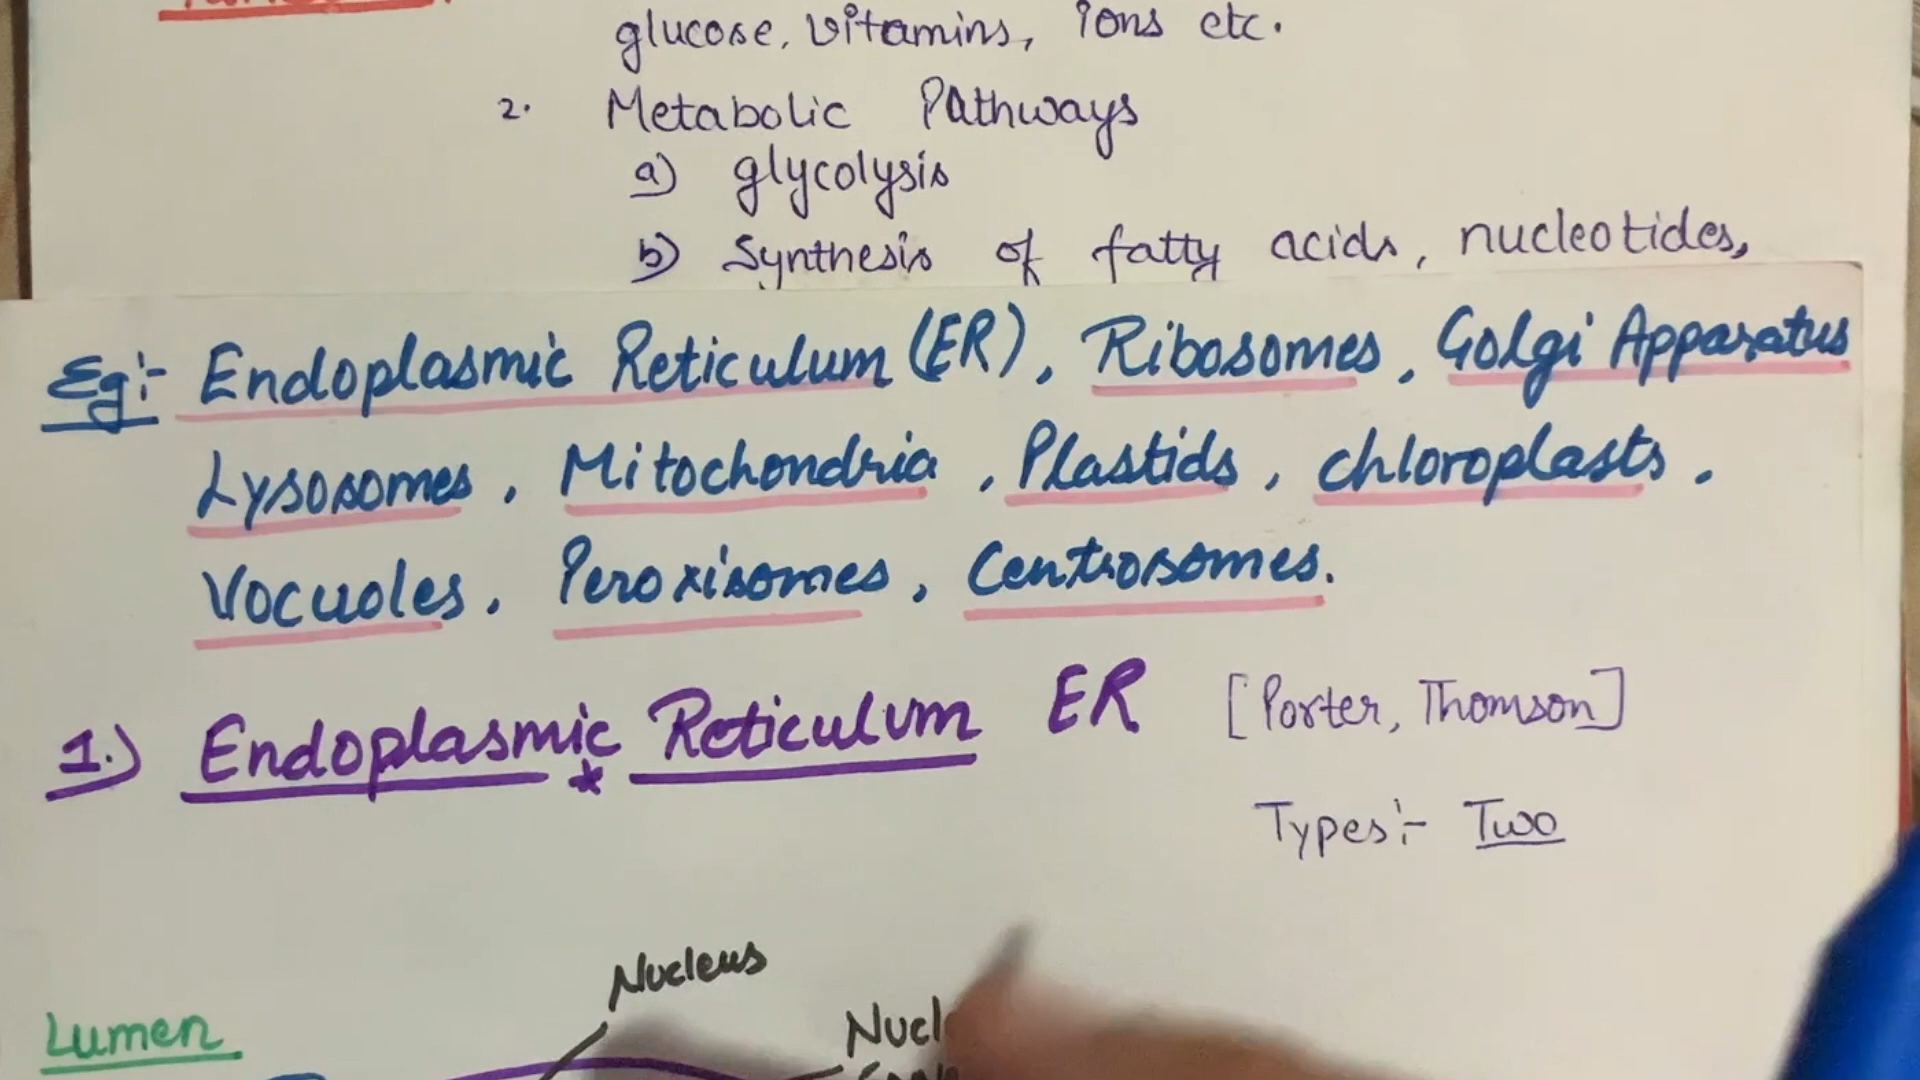 glucose, vitamins, ions etc.
2. Metabolic Pathways
a) glycolysis
b) Synthesis of fatty acids, nucleotides,
Eg:- Endoplasmic Reticulum (ER), Ribosomes, Golgi Apparatus
Lysosomes, Mitochondria, Plastids, chloroplasts,
Vocuoles, Peroxisomes, Centrosomes.
1.) Endoplasmic Reticulum ER [Porter, Thomson]
Types:- Two
Nucleus
Lumen